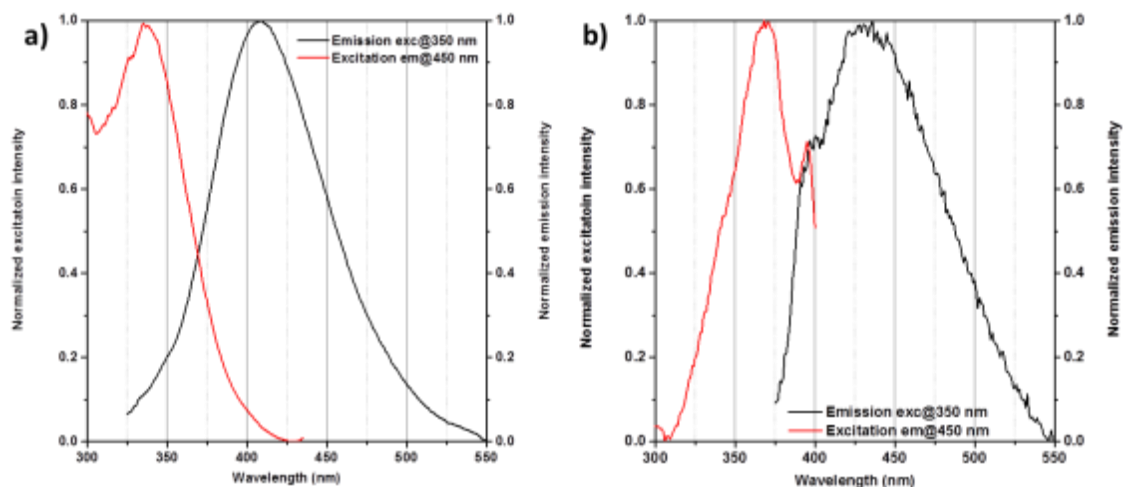 a)
Emission exc@350 nm
Excitation em@450 nm
1.0
0.8
0.6
0.4
0.2
0.0
Normalized excitatoin intensity
1.0
0.8
0.6
0.4
0.2
0.0
Normalized emission intensity
300 350 400 450 500 550
Wavelength (nm)
b)
1.0
0.8
0.6
0.4
0.2
0.0
Normalized excitatoin intensity
1.0
0.8
0.6
0.4
0.2
0.0
Normalized emission intensity
Emission exc@350 nm
Excitation em@450 nm
300 350 400 450 500 550
Wavelength (nm)